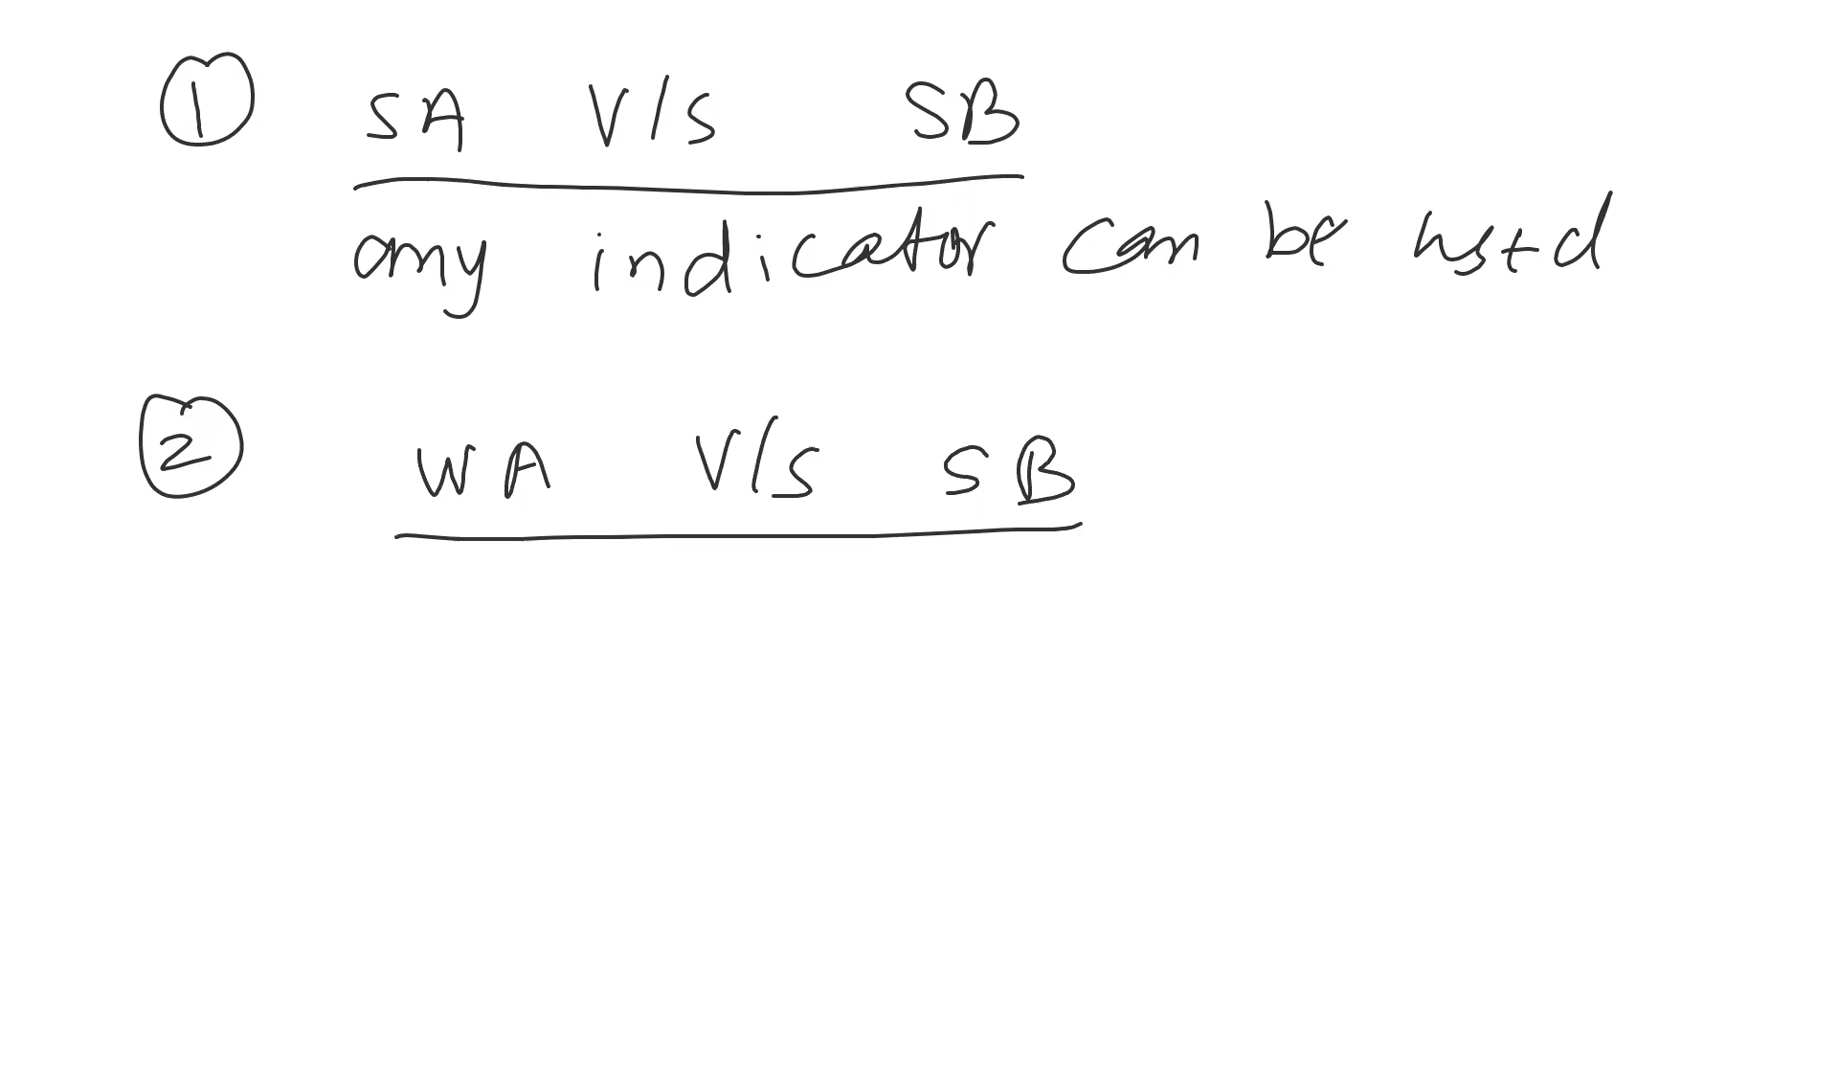 ① SA V/S SB
any indicator can be used
② WA V/S SB